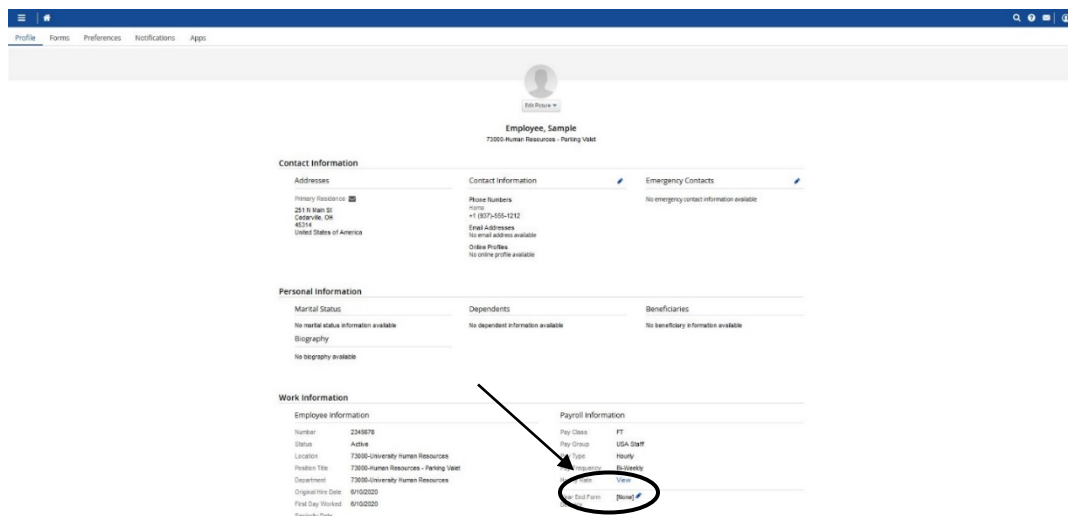 Profile Forms Preferences Notifications Apps
Edit Picture
Employee, Sample
73000-Human Resources - Parking Valet
Contact Information
Addresses
Primary Residence
251 N Main St
Cedarville, OH
45314
United States of America
Contact Information
Phone Numbers
Home
+1 (937)-555-1212
Email Addresses
No email address available
Online Profiles
No online profile available
Emergency Contacts
No emergency contact information available
Personal Information
Marital Status
No marital status information available
Biography
No biography available
Dependents
No dependent information available
Beneficiaries
No beneficiary information available
Work Information
Employee Information
Number 2345678
Status Active
Location 73000-University Human Resources
Position Title 73000-Human Resources - Parking Valet
Department 73000-University Human Resources
Original Hire Date 6/10/2020
First Day Worked 6/10/2020
Seniority Date
Payroll Information
Pay Class FT
Pay Group USA Staff
Type Hourly
Frequency Bi-Weekly
Rate View
End Form [None]